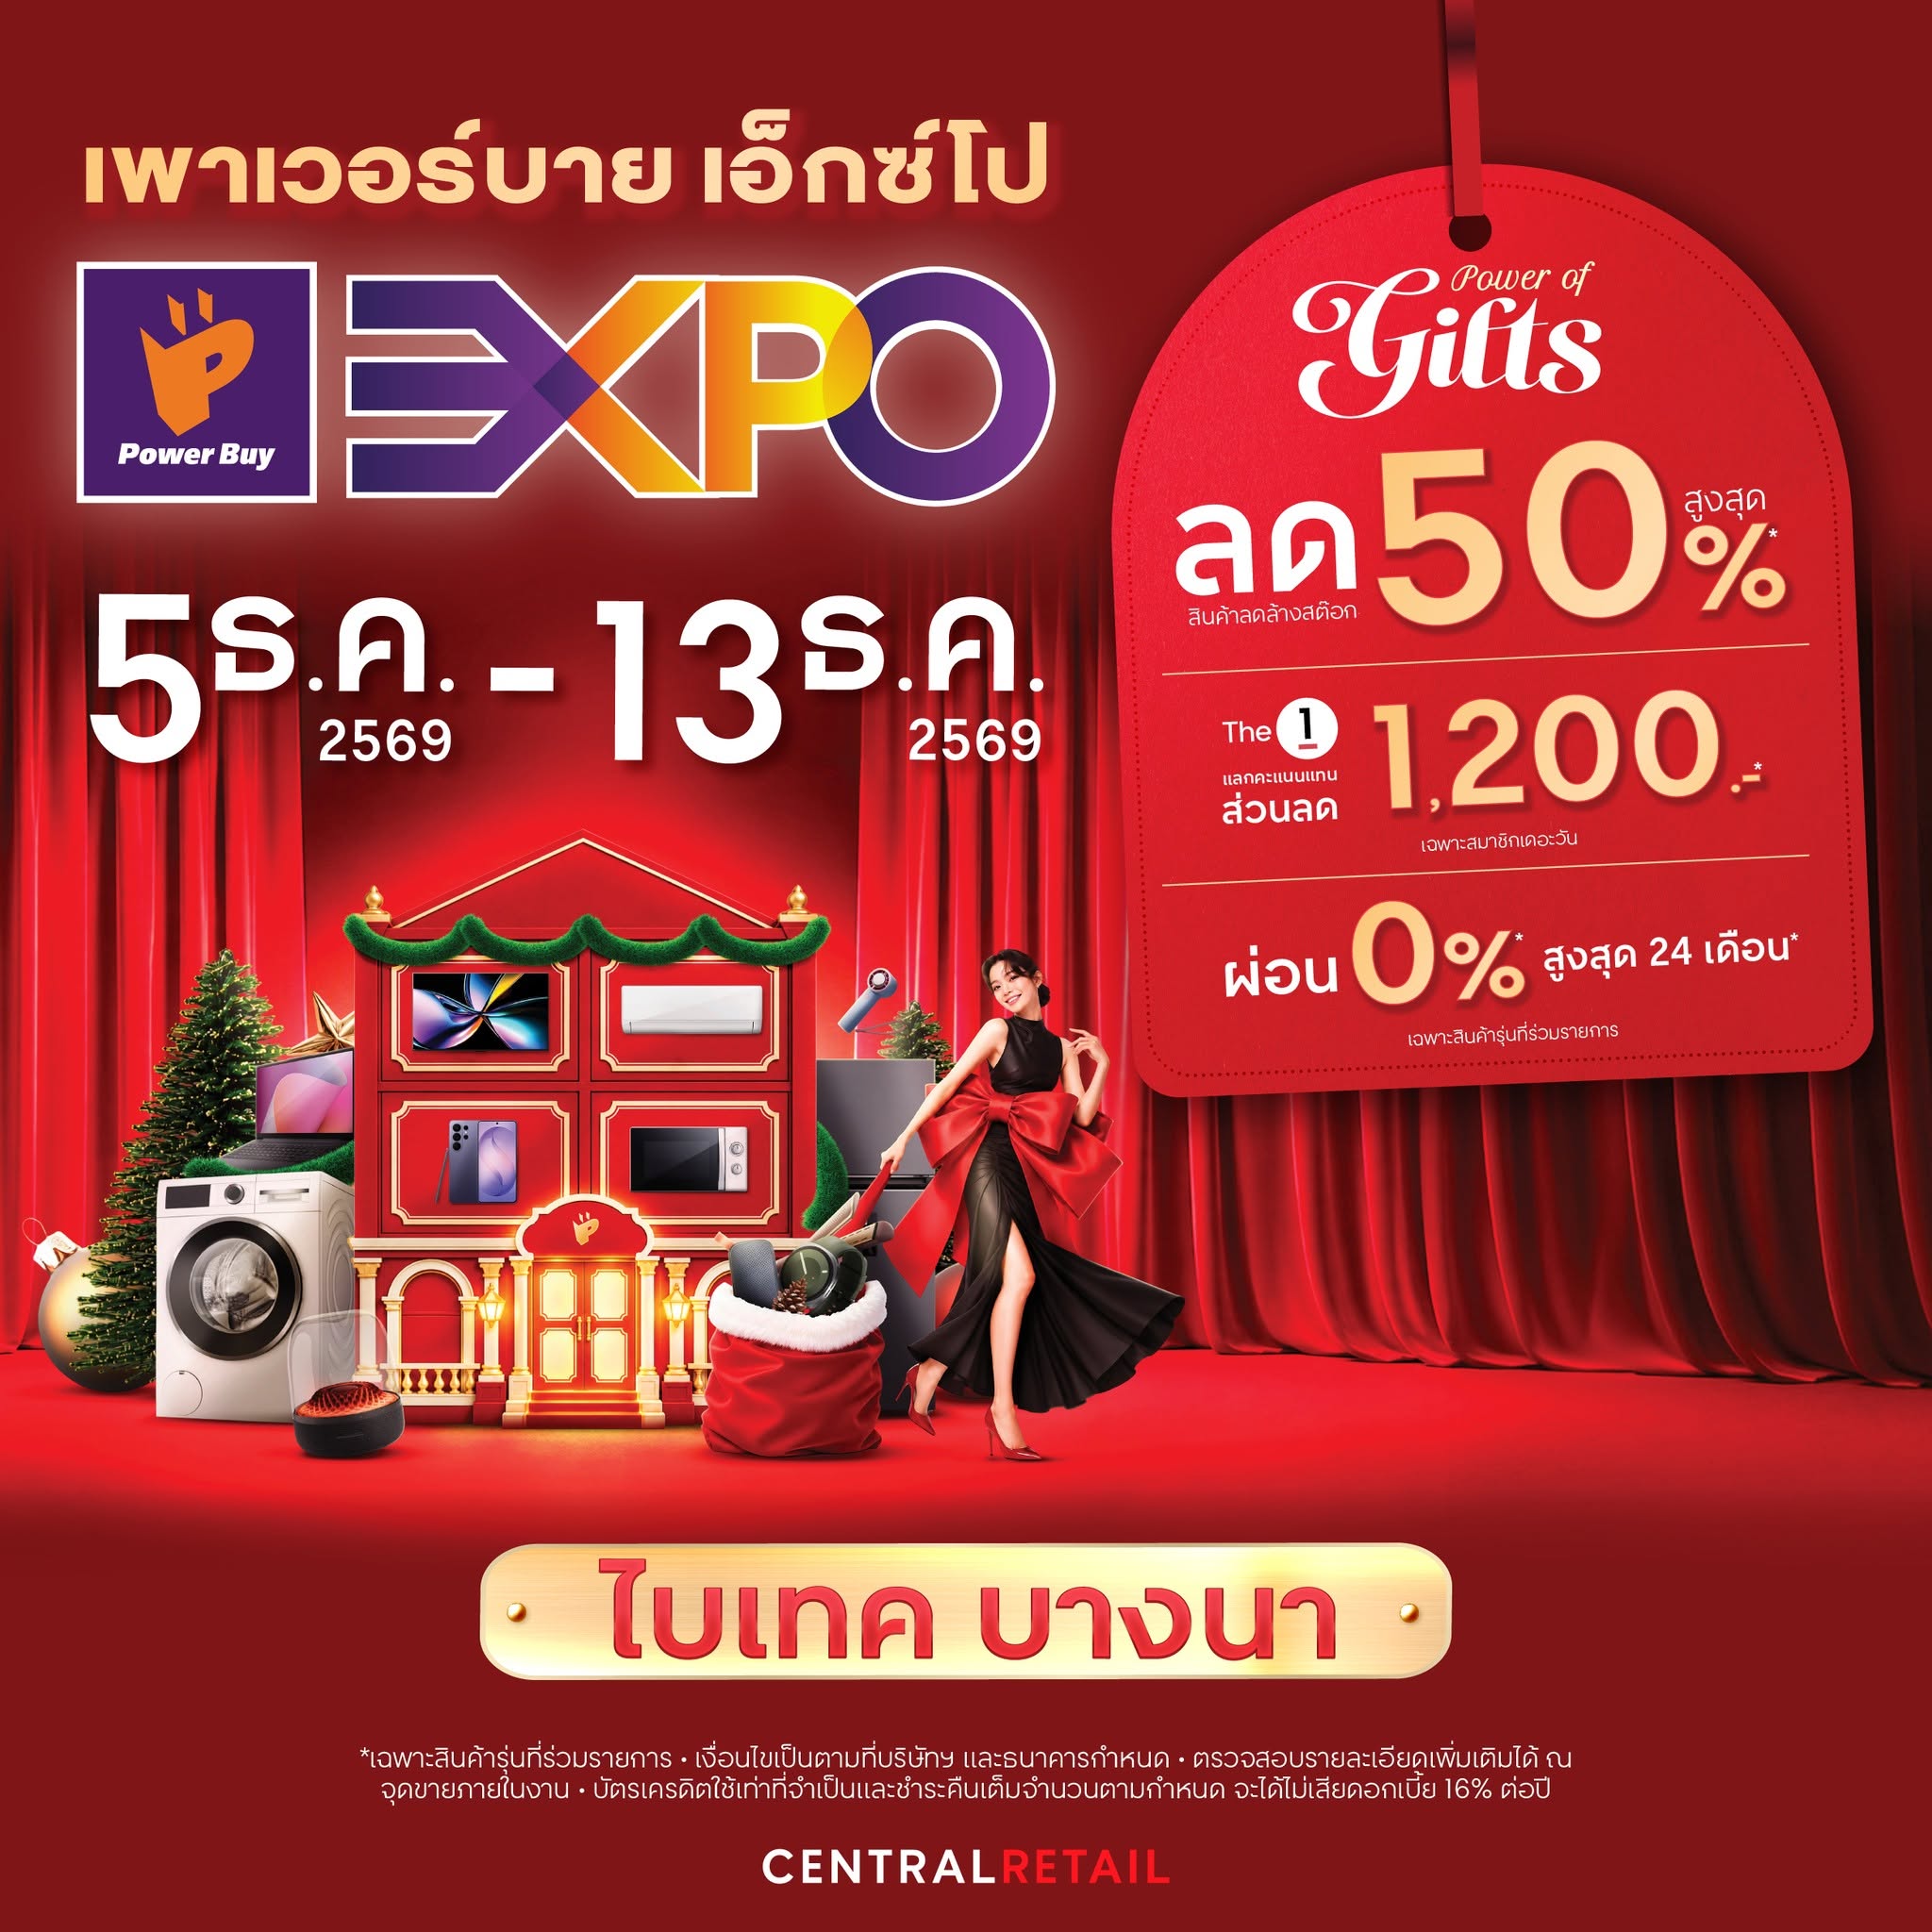 เพาเวอร์บาย เอ็กซ์โป
Power Buy
EXPO
5 ธ.ค. 2569 - 13 ธ.ค. 2569
Power of
Gifts
ลด 50%* สูงสุด
สินค้าลดล้างสต๊อก
The 1
แลกคะแนนแทน
ส่วนลด
1,200.-*
เฉพาะสมาชิกเดอะวัน
ผ่อน 0%* สูงสุด 24 เดือน*
เฉพาะสินค้ารุ่นที่ร่วมรายการ
ไบเทค บางนา
*เฉพาะสินค้ารุ่นที่ร่วมรายการ • เงื่อนไขเป็นตามที่บริษัทฯ และธนาคารกำหนด • ตรวจสอบรายละเอียดเพิ่มเติมได้ ณ
จุดขายภายในงาน • บัตรเครดิตใช้เท่าที่จำเป็นและชำระคืนเต็มจำนวนตามกำหนด จะได้ไม่เสียดอกเบี้ย 16% ต่อปี
CENTRALRETAIL